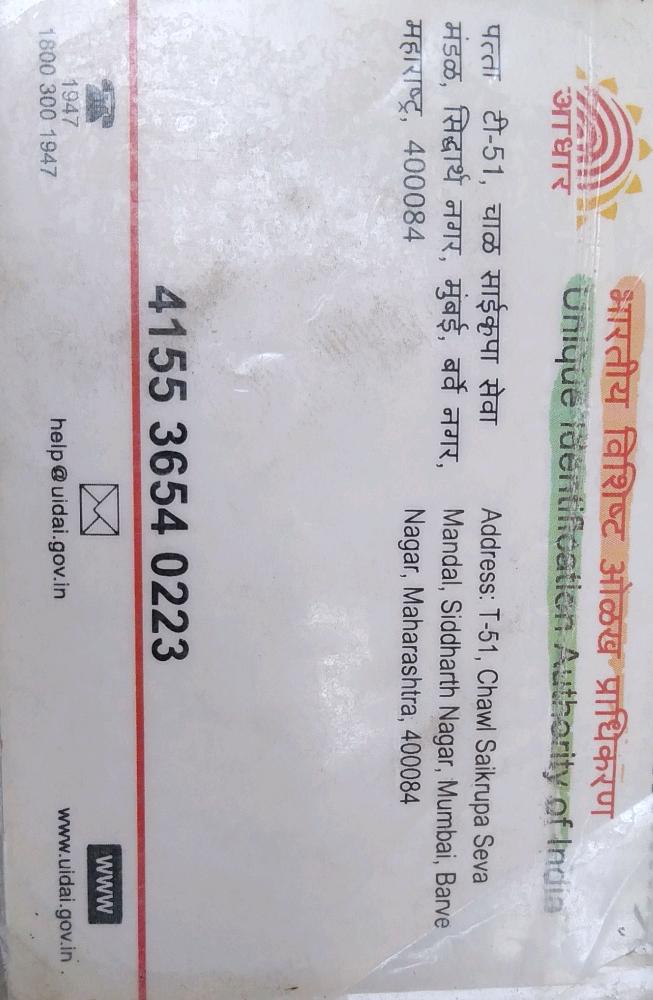 आधार
भारतीय विशिष्ट ओळख प्राधिकरण
Unique Identification Authority of India
पत्ता टी-51, चाळ साईकृपा सेवा
मंडळ, सिद्धार्थ नगर, मुंबई, बर्वे नगर,
महाराष्ट्र, 400084
Address: T-51, Chawl Saikrupa Seva
Mandal, Siddharth Nagar, Mumbai, Barve
Nagar, Maharashtra, 400084
4155 3654 0223
1947
1800 300 1947
help@uidai.gov.in
www
www.uidai.gov.in